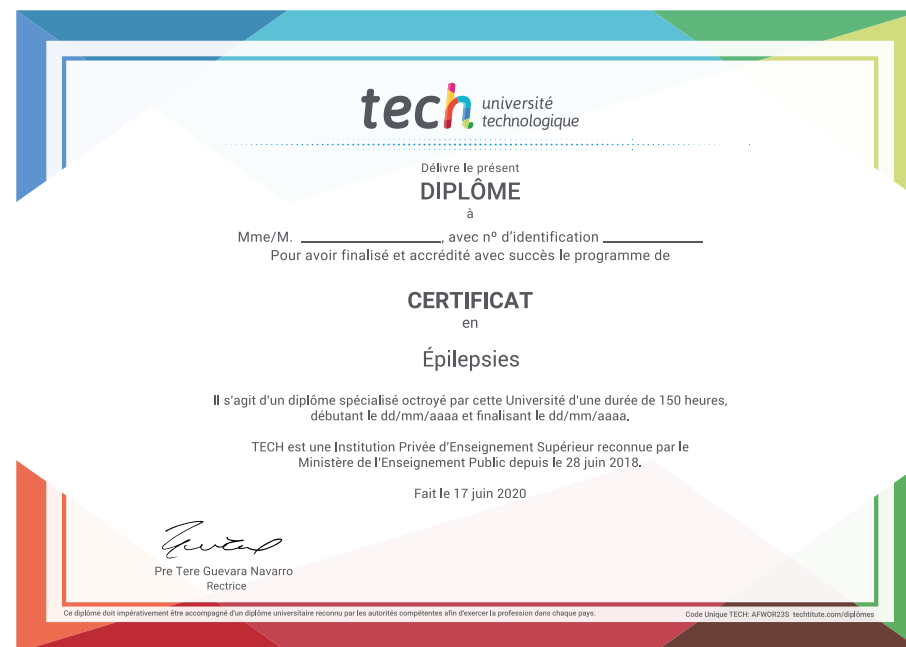 tech université
technologique
Délivre le présent
DIPLÔME
à
Mme/M. ____________________, avec nº d'identification ______________
Pour avoir finalisé et accrédité avec succès le programme de
CERTIFICAT
en
Épilepsies
Il s'agit d'un diplôme spécialisé octroyé par cette Université d'une durée de 150 heures,
débutant le dd/mm/aaaa et finalisant le dd/mm/aaaa.
TECH est une Institution Privée d'Enseignement Supérieur reconnue par le
Ministère de l'Enseignement Public depuis le 28 juin 2018.
Fait le 17 juin 2020
Pre Tere Guevara Navarro
Rectrice
Ce diplôme doit impérativement être accompagné d'un diplôme universitaire reconnu par les autorités compétentes afin d'exercer la profession dans chaque pays.
Code Unique TECH: AFWOR23S techtitute.com/diplômes